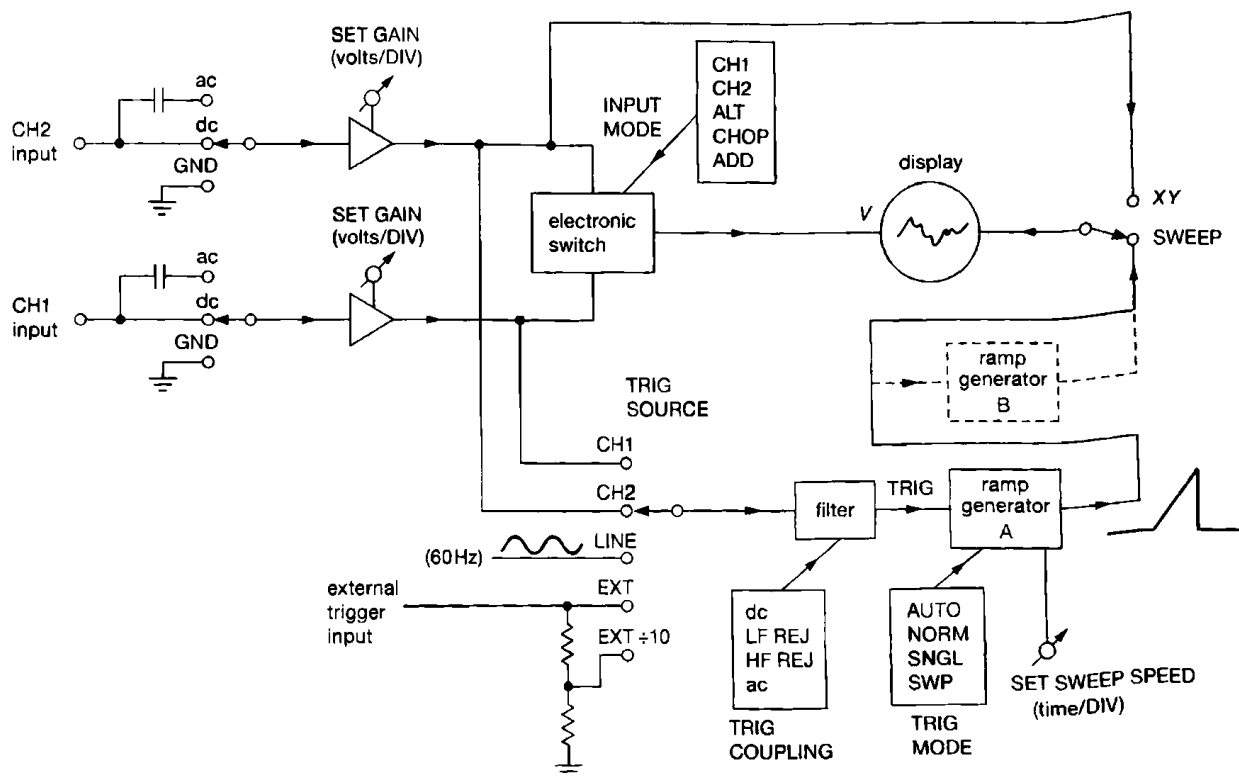 SET GAIN
(volts/DIV)
ac
CH2
input
dc
GND
SET GAIN
(volts/DIV)
ac
CH1
input
dc
GND
INPUT
MODE
CH1
CH2
ALT
CHOP
ADD
electronic
switch
display
V
XY
SWEEP
ramp
generator
B
TRIG
SOURCE
CH1
CH2
LINE
(60Hz)
EXT
external
trigger
input
EXT ÷10
filter
TRIG
ramp
generator
A
dc
LF REJ
HF REJ
ac
TRIG
COUPLING
AUTO
NORM
SNGL
SWP
TRIG
MODE
SET SWEEP SPEED
(time/DIV)